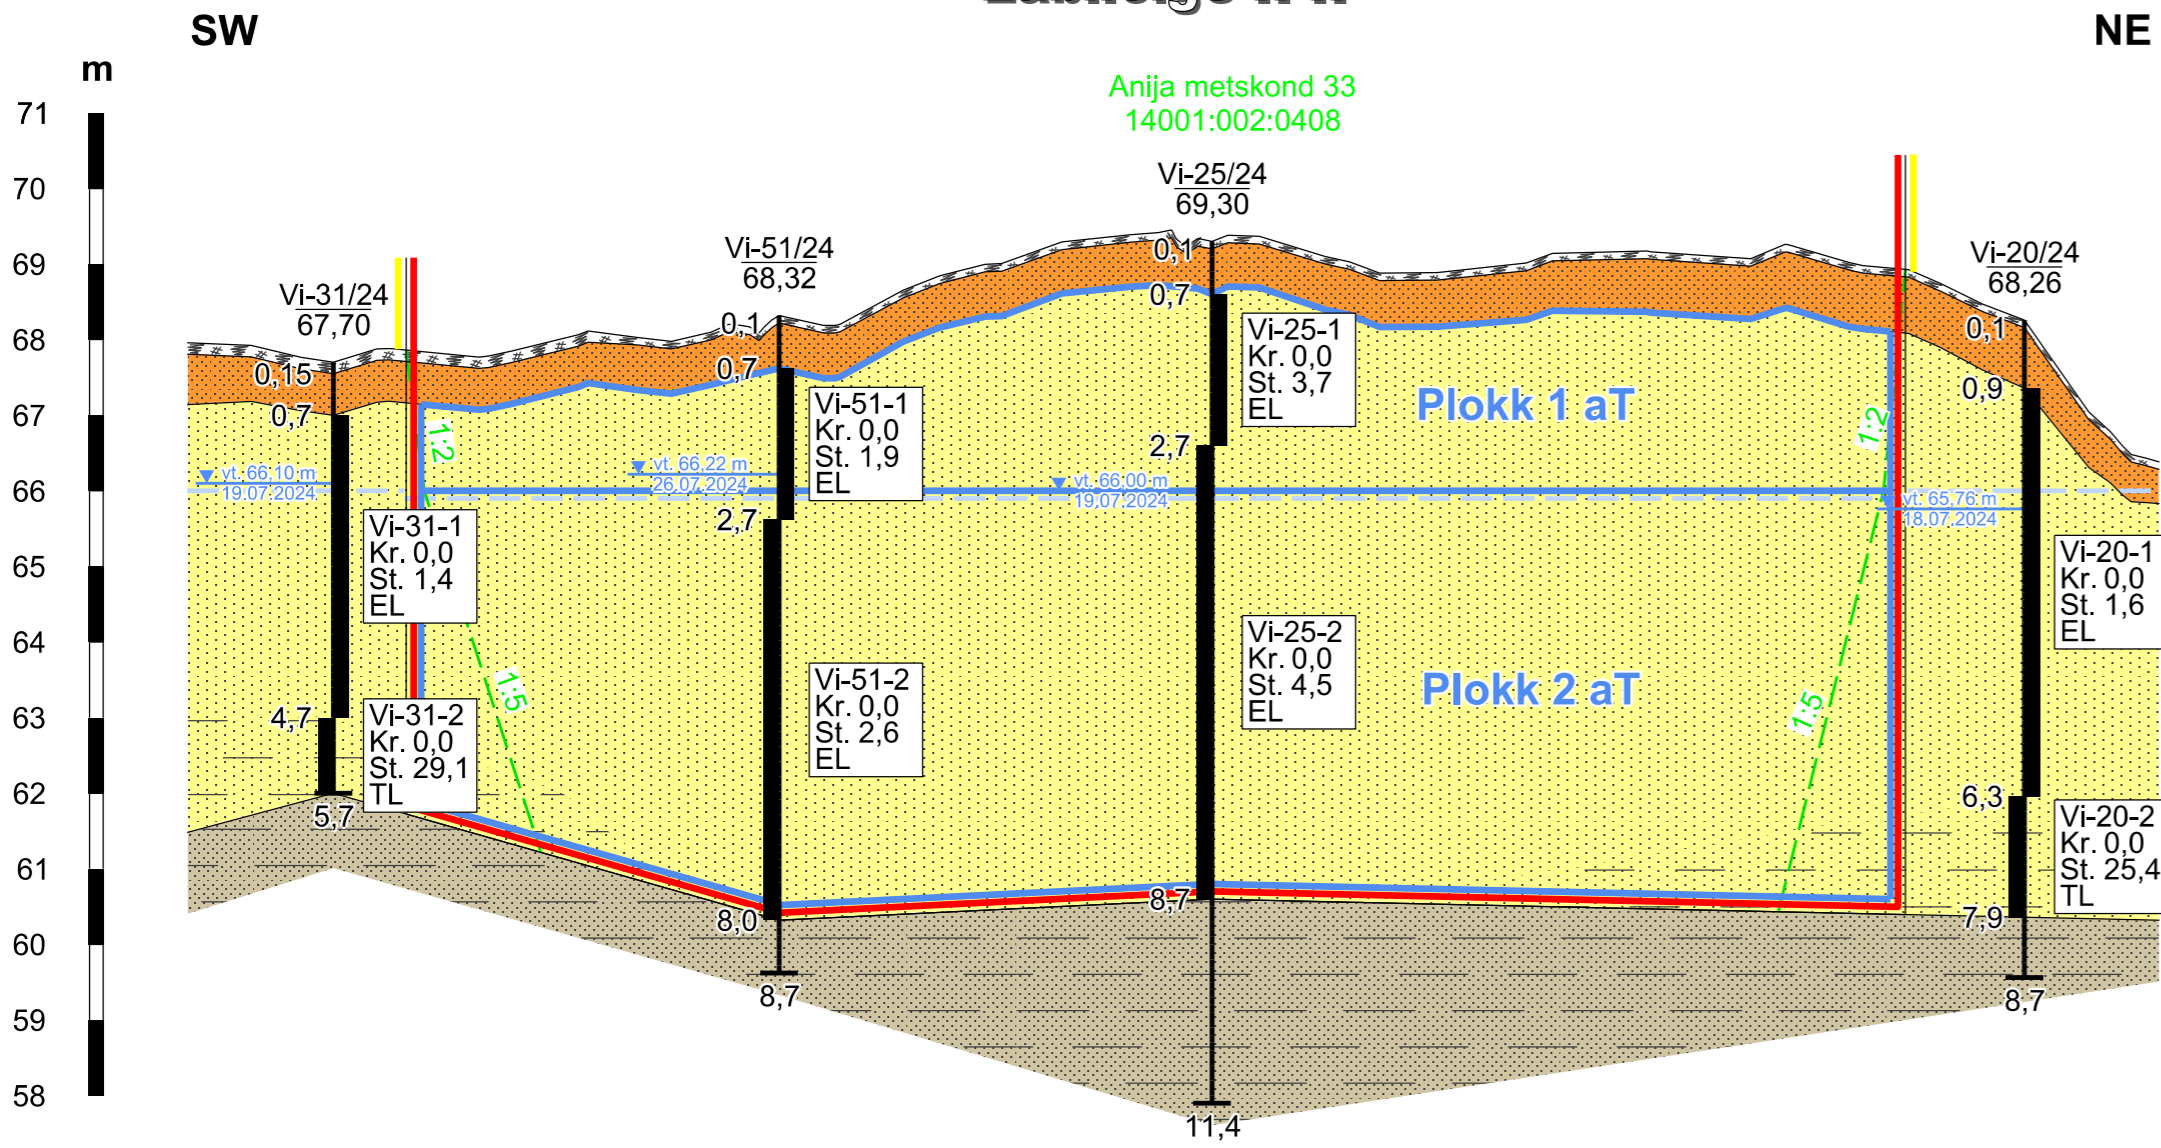 SW
NE
m
71
70
69
68
67
66
65
64
63
62
61
60
59
58
Anija metskond 33
14001:002:0408
Vi-31/24
67,70
0,15
0,7
4,7
5,7
vt. 66,10 m
19.07.2024
Vi-31-1
Kr. 0,0
St. 1,4
EL
Vi-31-2
Kr. 0,0
St. 29,1
TL
1:2
1:5
Vi-51/24
68,32
0,1
0,7
2,7
8,0
8,7
vt. 66,22 m
26.07.2024
Vi-51-1
Kr. 0,0
St. 1,9
EL
Vi-51-2
Kr. 0,0
St. 2,6
EL
Vi-25/24
69,30
0,1
0,7
2,7
8,7
11,4
vt. 66,00 m
19.07.2024
Vi-25-1
Kr. 0,0
St. 3,7
EL
Vi-25-2
Kr. 0,0
St. 4,5
EL
Plokk 1 aT
Plokk 2 aT
1:2
1:5
Vi-20/24
68,26
0,1
0,9
6,3
7,9
8,7
vt. 65,76 m
18.07.2024
Vi-20-1
Kr. 0,0
St. 1,6
EL
Vi-20-2
Kr. 0,0
St. 25,4
TL